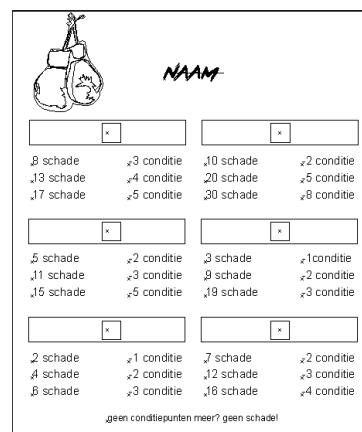 NAAM
8 schade -3 conditie 10 schade -2 conditie
13 schade -4 conditie 20 schade -5 conditie
17 schade -5 conditie 30 schade -8 conditie
5 schade -2 conditie 3 schade -1conditie
11 schade -3 conditie 9 schade -2 conditie
15 schade -5 conditie 19 schade -3 conditie
2 schade -1 conditie 7 schade -2 conditie
4 schade -2 conditie 12 schade -3 conditie
6 schade -3 conditie 16 schade -4 conditie
geen conditiepunten meer? geen schade!